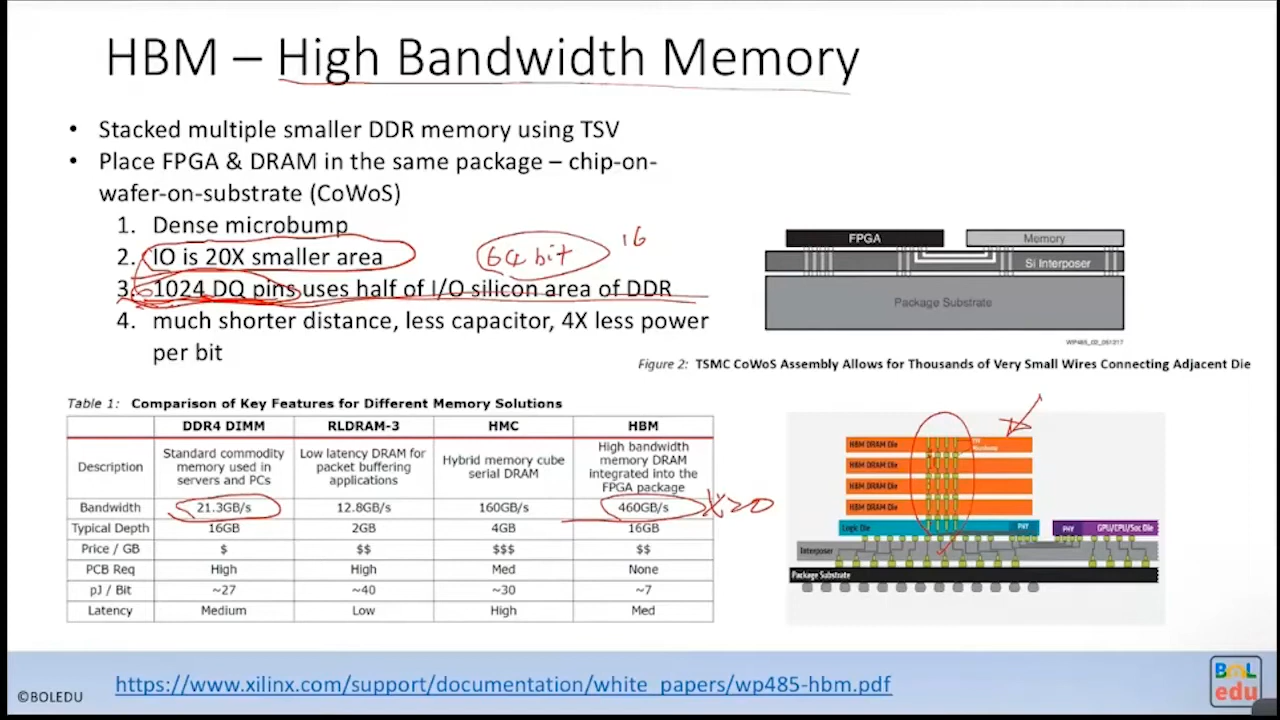 HBM – High Bandwidth Memory
• Stacked multiple smaller DDR memory using TSV
• Place FPGA & DRAM in the same package – chip-on-
wafer-on-substrate (CoWoS)
1. Dense microbump
2. IO is 20X smaller area
64 bit
16
3. 1024 DQ pins uses half of I/O silicon area of DDR
4. much shorter distance, less capacitor, 4X less power
per bit
FPGA
Memory
Si Interposer
Package Substrate
WP485_02_051217
Figure 2: TSMC CoWoS Assembly Allows for Thousands of Very Small Wires Connecting Adjacent Die
Table 1: Comparison of Key Features for Different Memory Solutions
DDR4 DIMM RLDRAM-3 HMC HBM
Description Standard commodity memory used in servers and PCs Low latency DRAM for packet buffering applications Hybrid memory cube serial DRAM High bandwidth memory DRAM integrated into the FPGA package
Bandwidth 21.3GB/s 12.8GB/s 160GB/s 460GB/s
X20
Typical Depth 16GB 2GB 4GB 16GB
Price / GB $ $$ $$$ $$
PCB Req High High Med None
pJ / Bit ~27 ~40 ~30 ~7
Latency Medium Low High Med
HBM DRAM Die
HBM DRAM Die
HBM DRAM Die
HBM DRAM Die
Logic Die PHY PHY GPU/CPU/Soc Die
Interposer
Package Substrate
©BOLEDU
https://www.xilinx.com/support/documentation/white_papers/wp485-hbm.pdf
BOL
edu